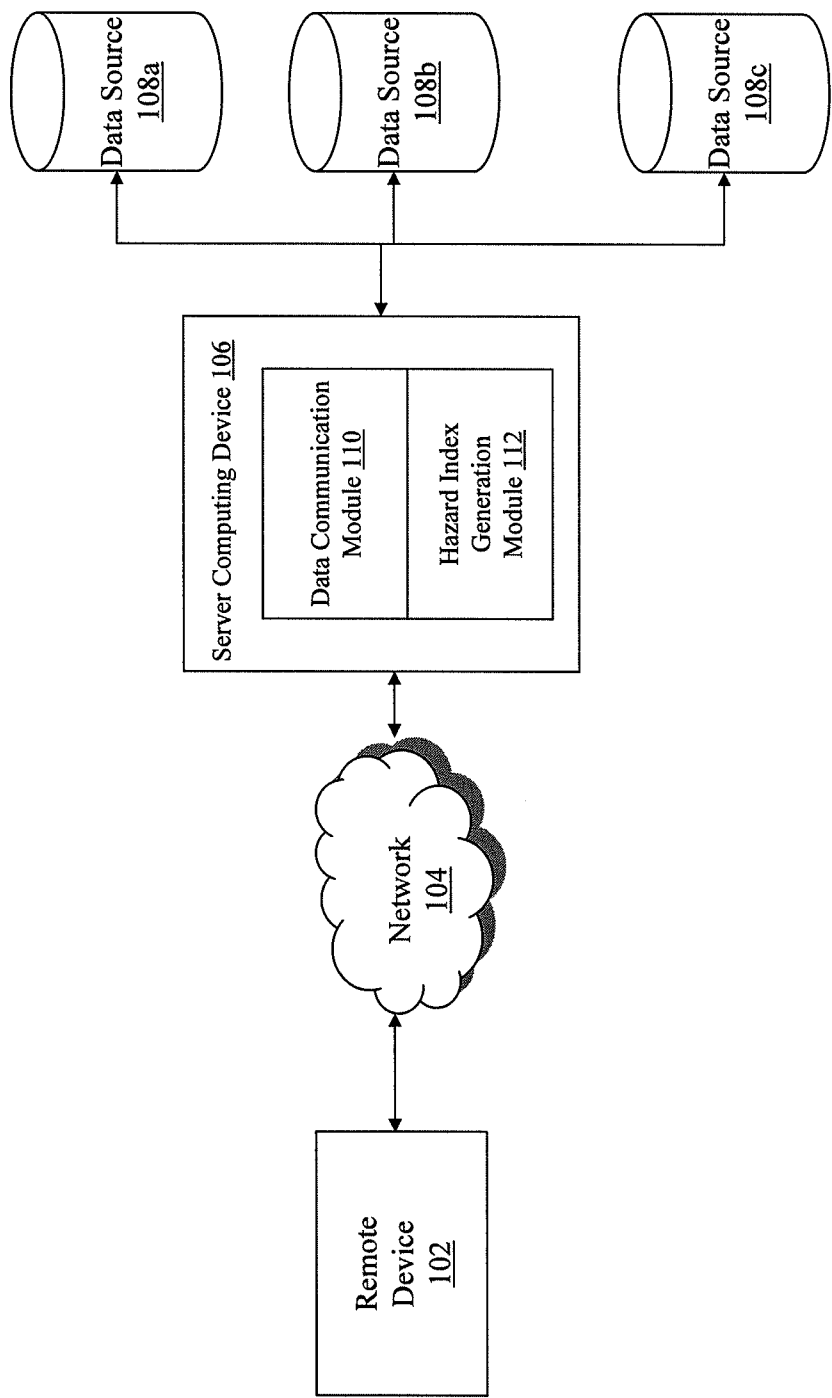 Remote
Device
102
Network
104
Server Computing Device 106
Data Communication
Module 110
Hazard Index
Generation
Module 112
Data Source
108a
Data Source
108b
Data Source
108c